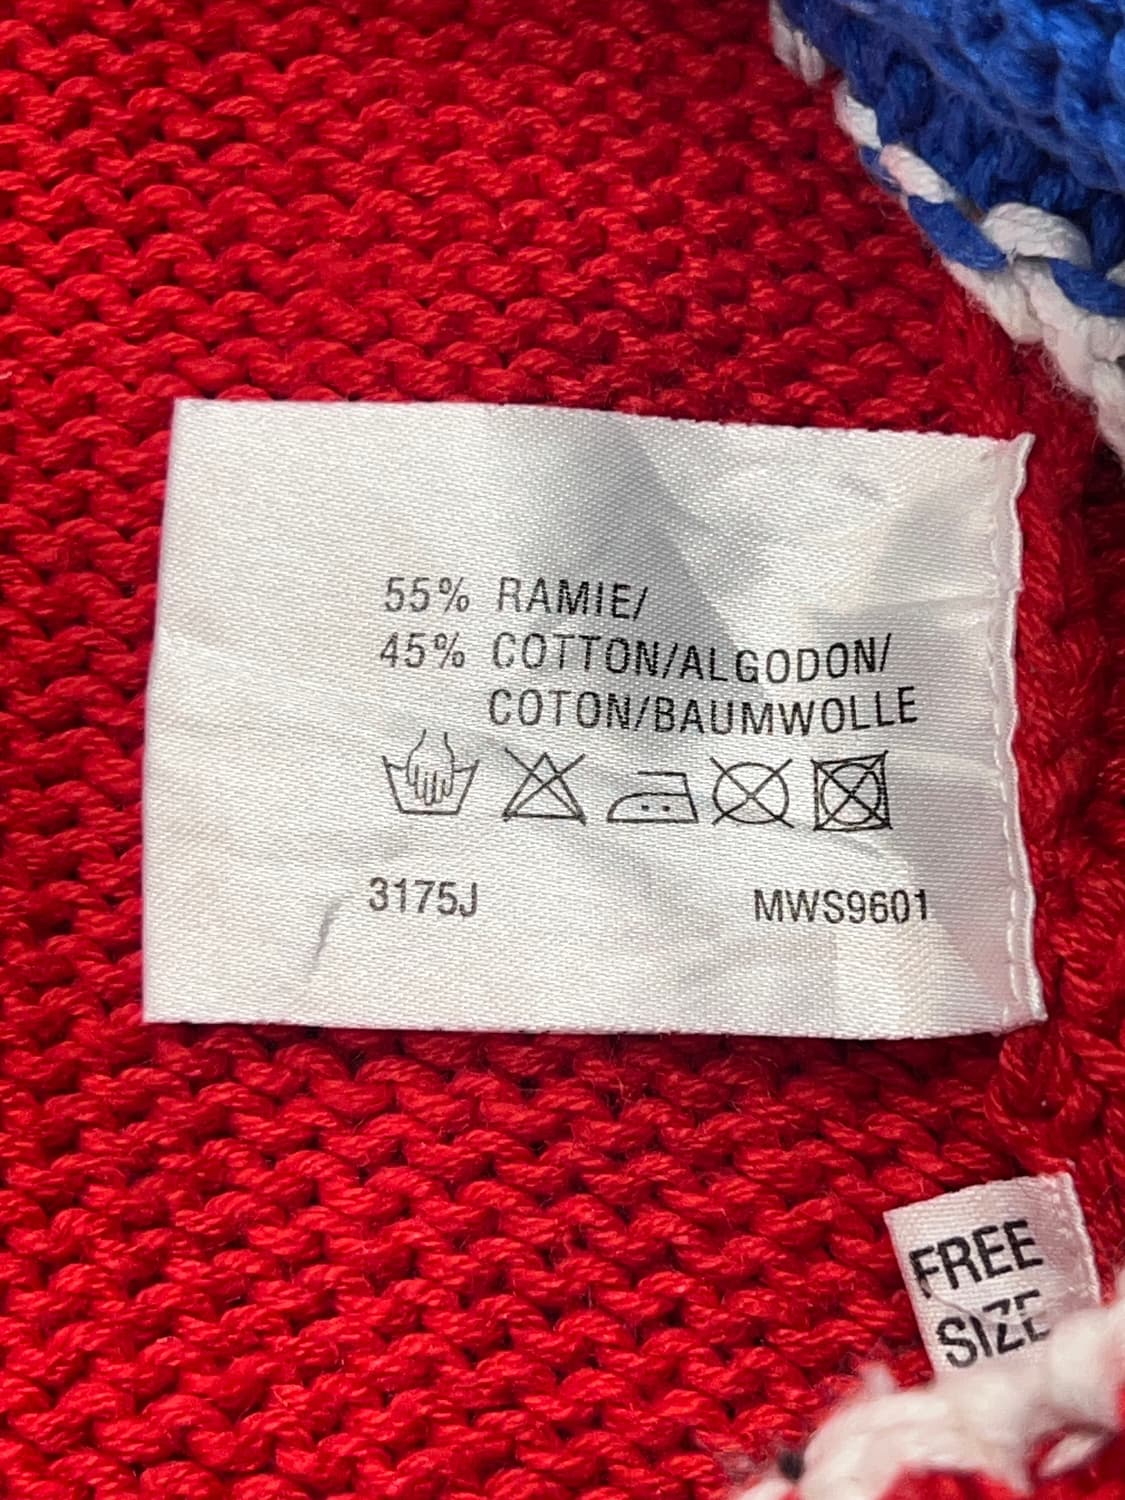 55% RAMIE/
45% COTTON/ALGODON/
COTON/BAUMWOLLE
3175J MWS9601
FREE
SIZE